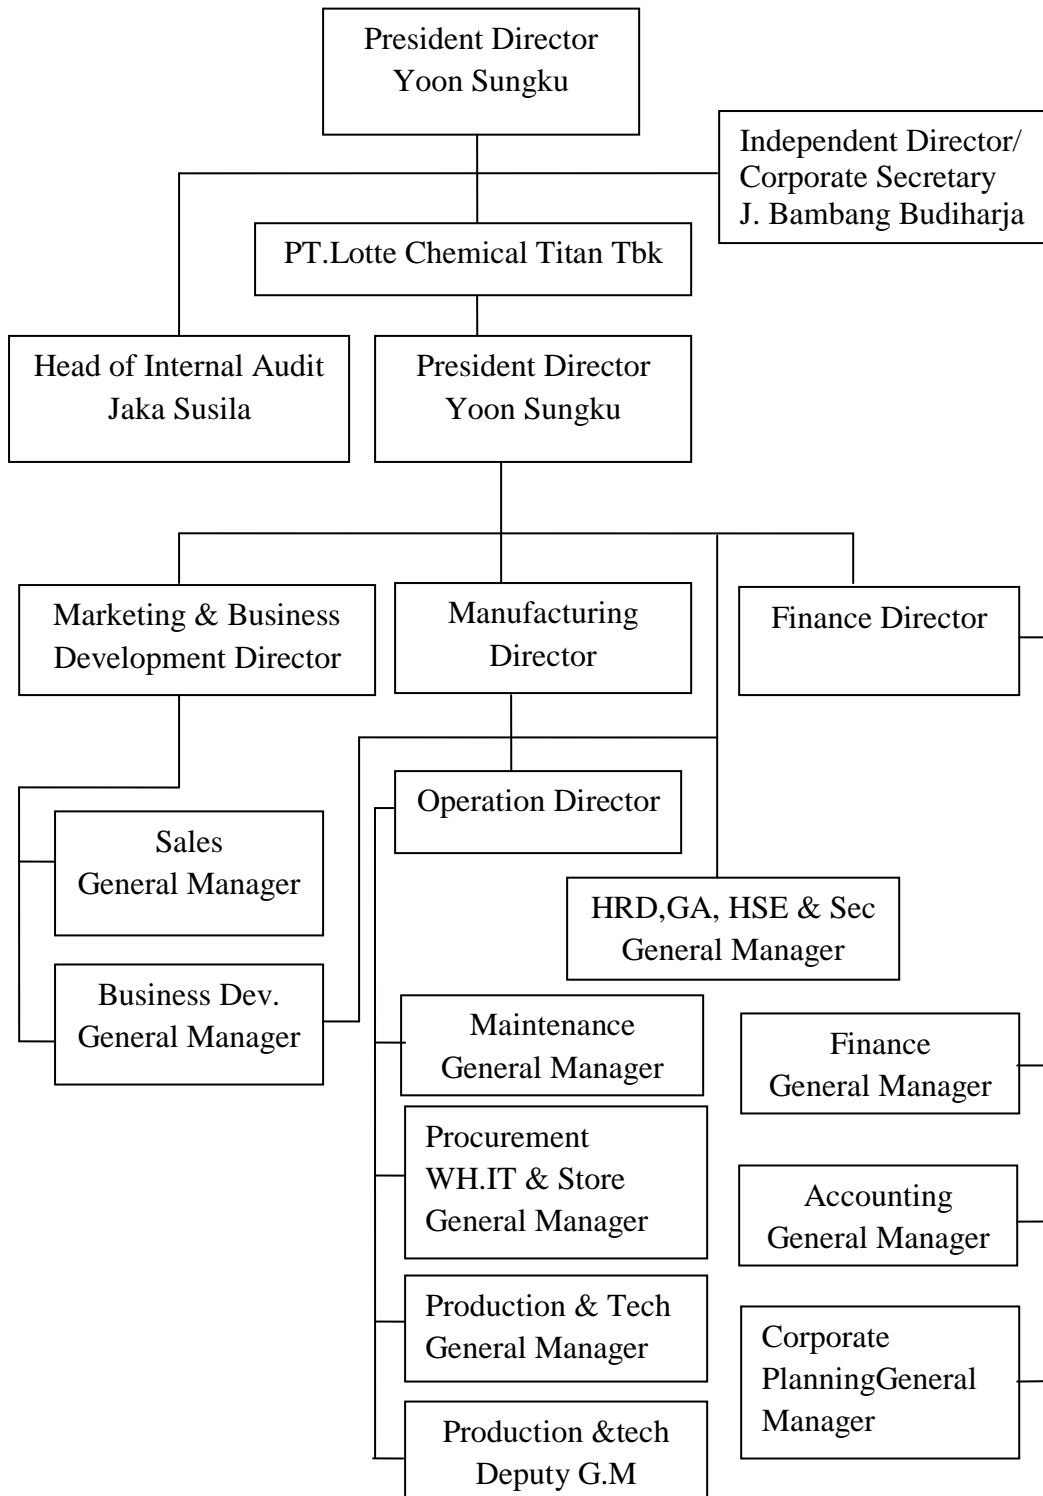 President Director
Yoon Sungku
Independent Director/
Corporate Secretary
J. Bambang Budiharja
PT.Lotte Chemical Titan Tbk
Head of Internal Audit
Jaka Susila
President Director
Yoon Sungku
Marketing & Business
Development Director
Manufacturing
Director
Finance Director
Operation Director
Sales
General Manager
HRD,GA, HSE & Sec
General Manager
Business Dev.
General Manager
Maintenance
General Manager
Finance
General Manager
Procurement
WH.IT & Store
General Manager
Accounting
General Manager
Production & Tech
General Manager
Corporate
PlanningGeneral
Manager
Production &tech
Deputy G.M